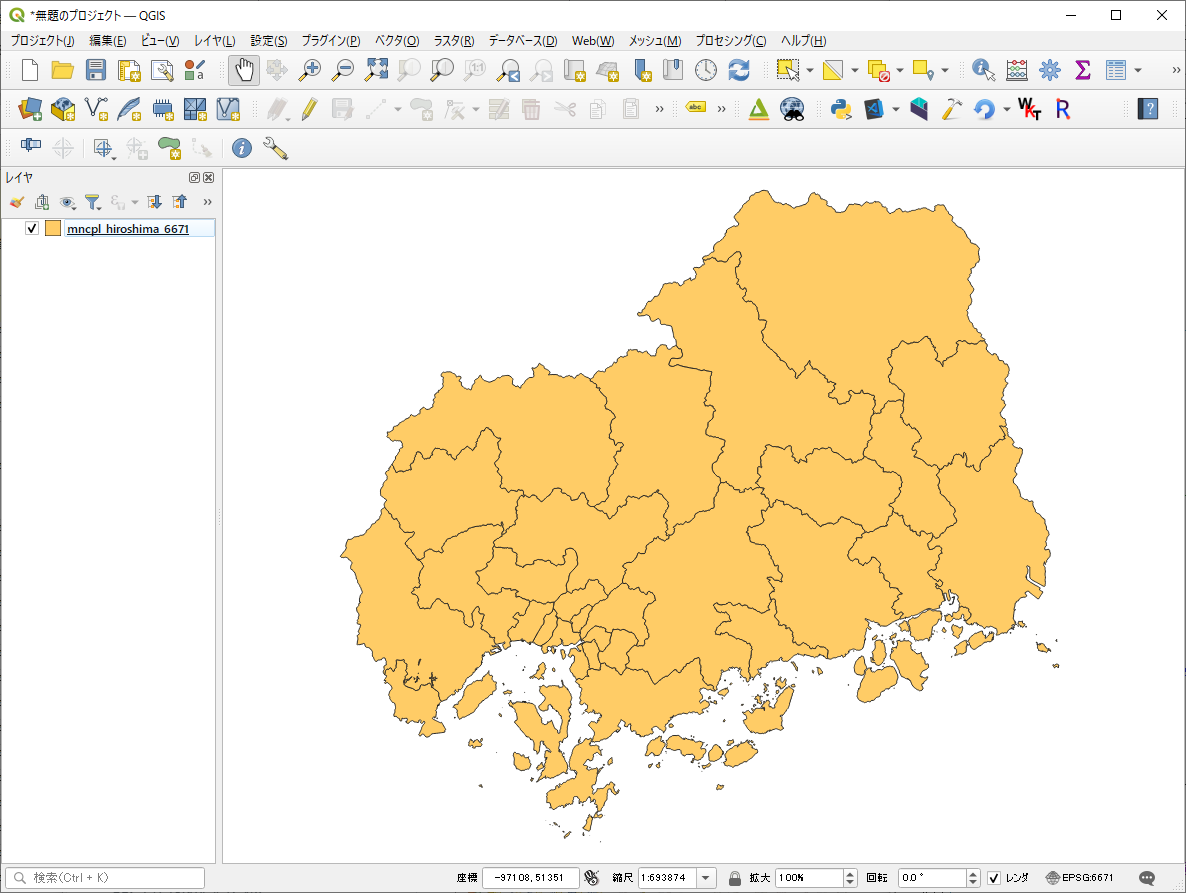 *無題のプロジェクト — QGIS
プロジェクト(J) 編集(E) ビュー(V) レイヤ(L) 設定(S) プラグイン(P) ベクタ(O) ラスタ(R) データベース(D) Web(W) メッシュ(M) プロセシング(C) ヘルプ(H)
a 1:1 »
» abc » WKT R ?
i
レイヤ
»
mncpl_hiroshima_6671
検索(Ctrl + K) 座標 -97108,51351 縮尺 1:693874 拡大 100% 回転 0.0 ° レンダ EPSG:6671